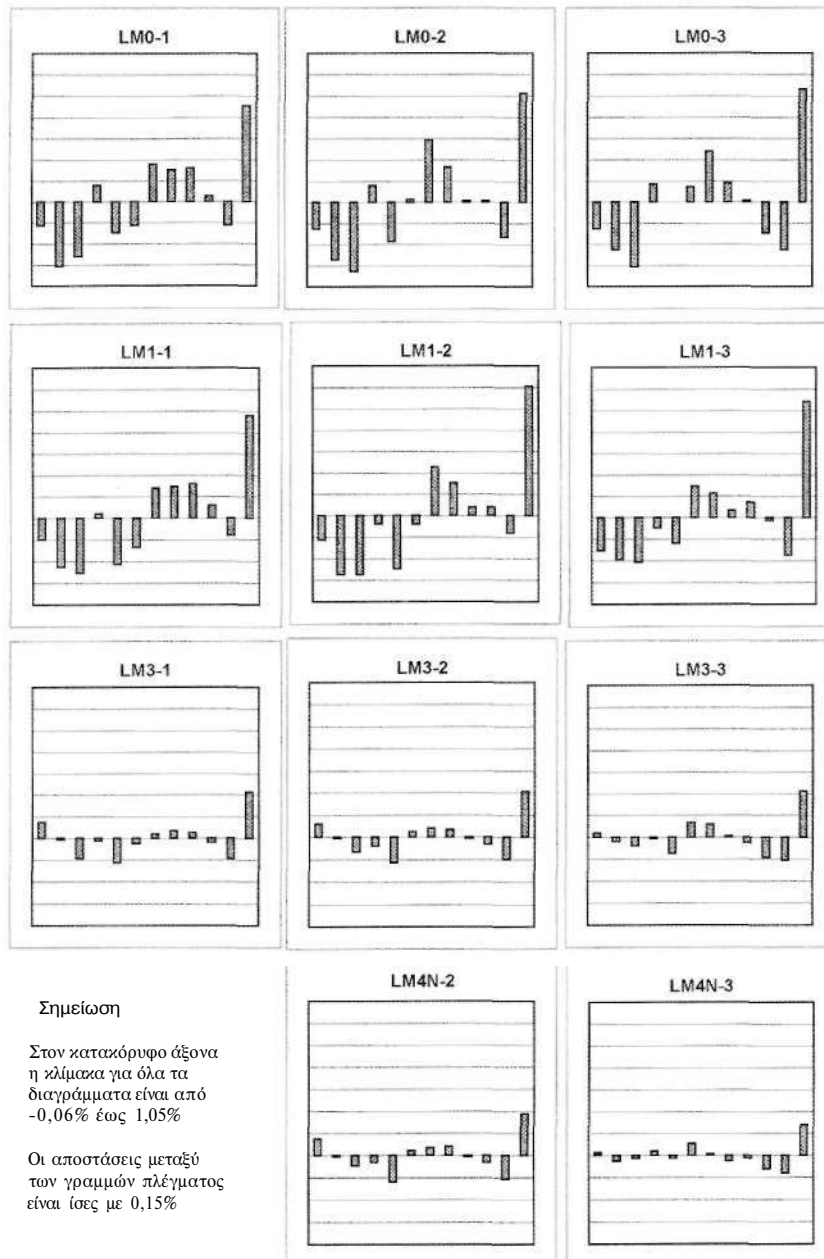 LM0-1
LM0-2
LM0-3
LM1-1
LM1-2
LM1-3
LM3-1
LM3-2
LM3-3
LM4N-2
LM4N-3
Σημείωση
Στον κατακόρυφο άξονα
η κλίμακα για όλα τα
διαγράμματα είναι από
-0,06% έως 1,05%
Οι αποστάσεις μεταξύ
των γραμμών πλέγματος
είναι ίσες με 0,15%